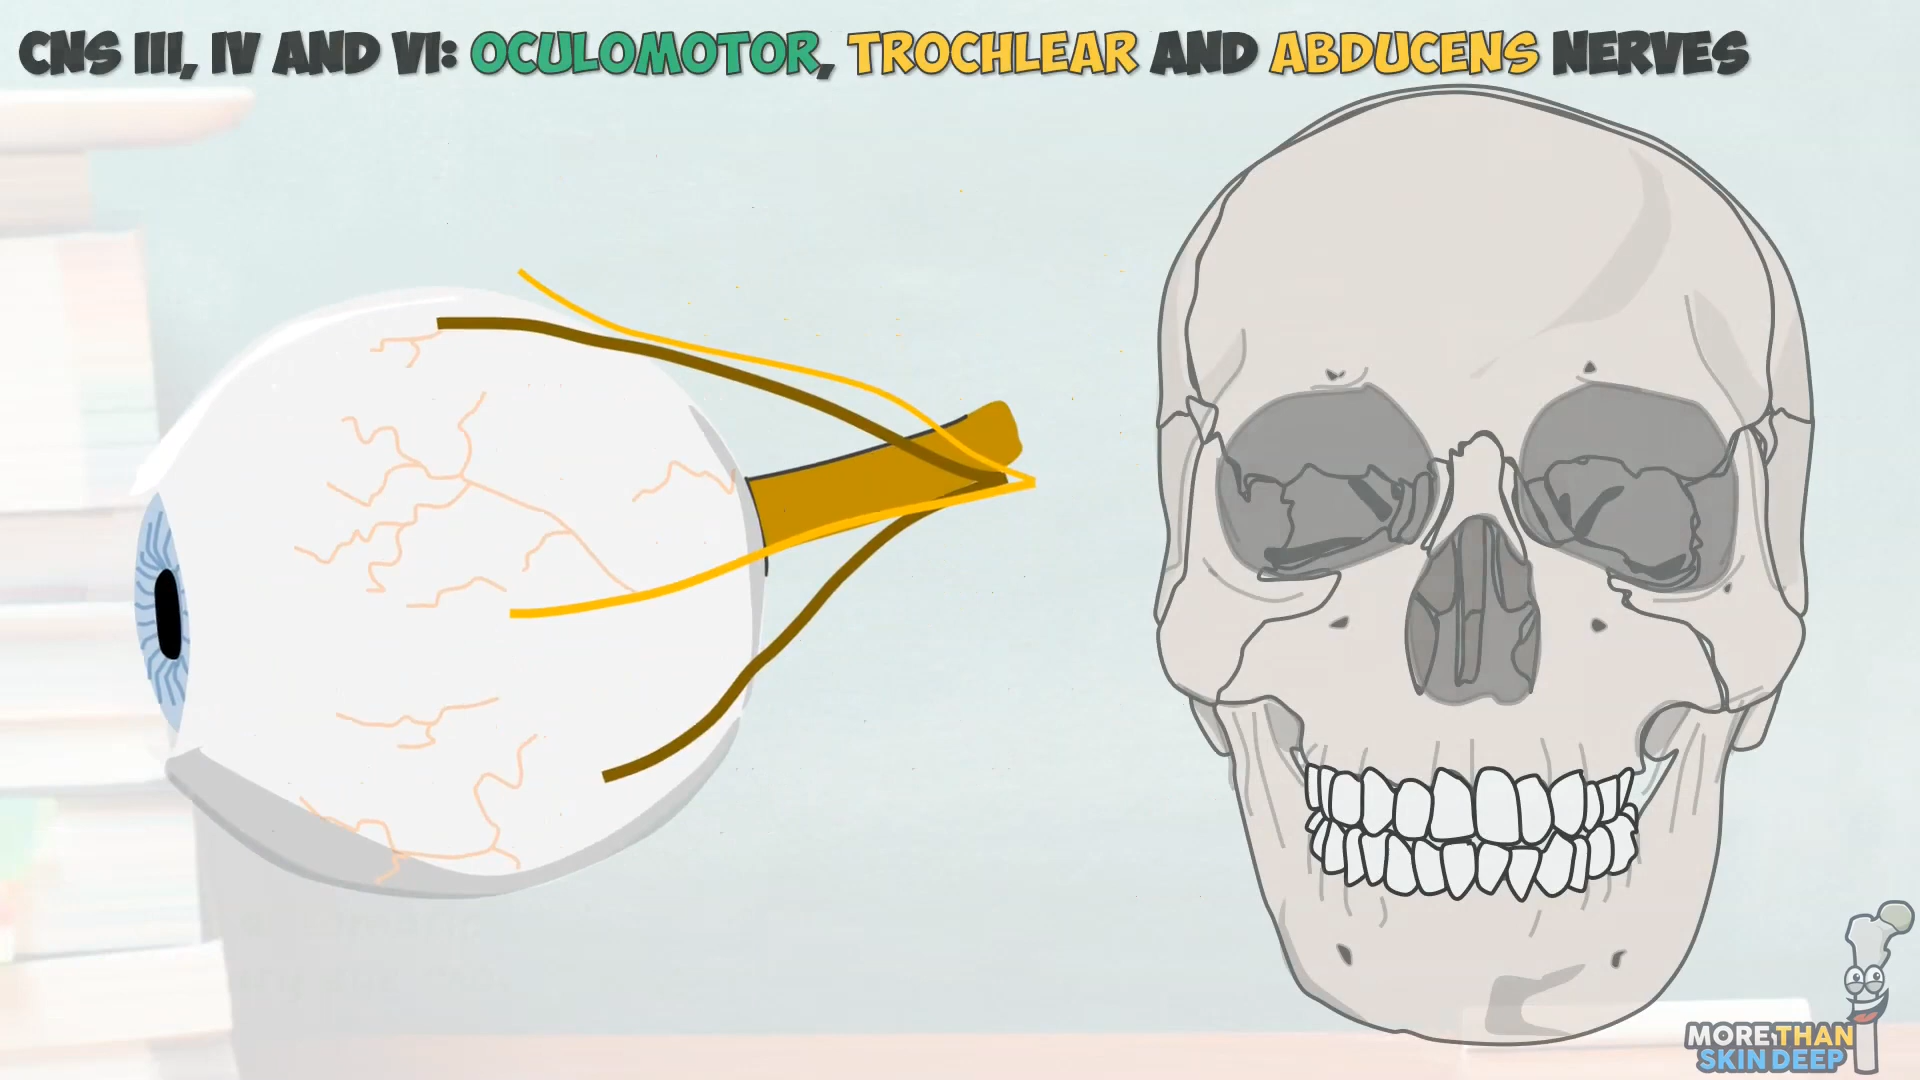 CNS III, IV AND VI: OCULOMOTOR, TROCHLEAR AND ABDUCENS NERVES
MORE THAN
SKIN DEEP